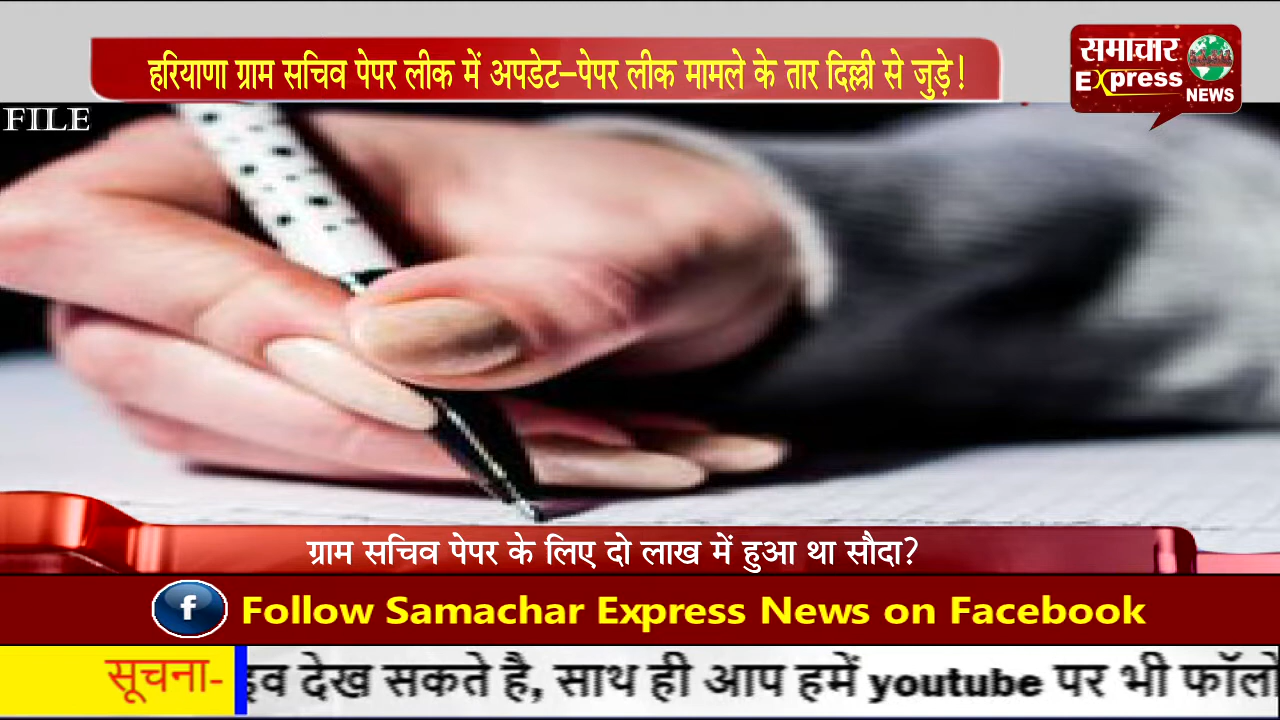 हरियाणा ग्राम सचिव पेपर लीक में अपडेट–पेपर लीक मामले के तार दिल्ली से जुड़े!
समाचार
Express
NEWS
FILE
ग्राम सचिव पेपर के लिए दो लाख में हुआ था सौदा?
f Follow Samachar Express News on Facebook
सूचना- इव देख सकते है, साथ ही आप हमें youtube पर भी फॉलो